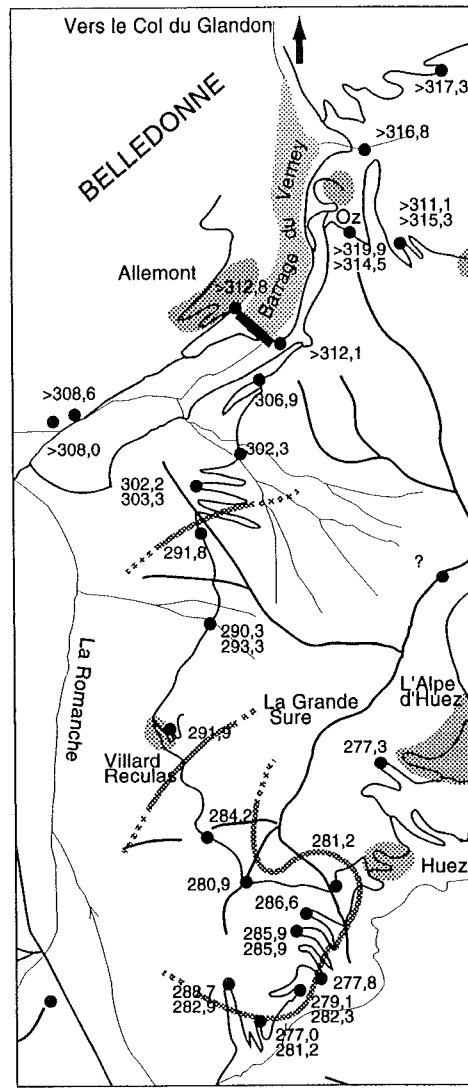 Vers le Col du Glandon
>317,3
BELLEDONNE
>316,8
Barrage du Verney
Oz
>311,1
>315,3
>319,9
>314,5
Allemont
>312,8
>312,1
>308,6
306,9
>308,0
302,3
302,2
303,3
291,8
?
290,3
293,3
La Romanche
L'Alpe
d'Huez
La Grande
Sure
291,9
277,3
Villard
Reculas
284,2
281,2
Huez
280,9
286,6
285,9
285,9
277,8
288,7
282,9
279,1
282,3
277,0
281,2